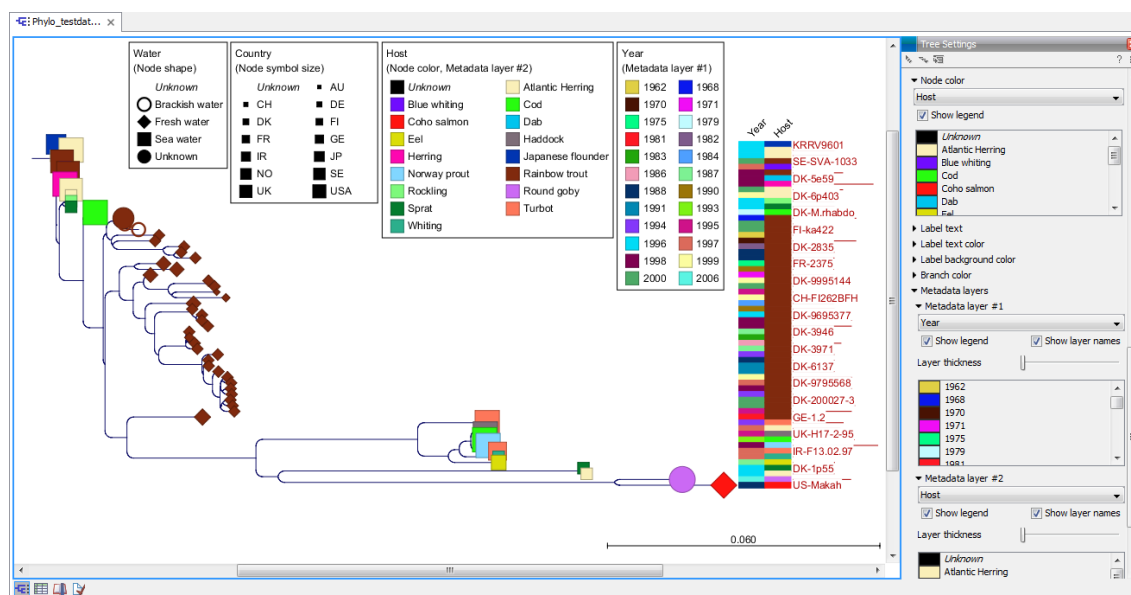 Phylo_testdat...
Water
(Node shape)
Unknown
Brackish water
Fresh water
Sea water
Unknown
Country
(Node symbol size)
Unknown
AU
CH
DE
DK
FI
FR
GE
IR
JP
NO
SE
UK
USA
Host
(Node color, Metadata layer #2)
Unknown
Atlantic Herring
Blue whiting
Cod
Coho salmon
Dab
Eel
Haddock
Herring
Japanese flounder
Norway prout
Rainbow trout
Rockling
Round goby
Sprat
Turbot
Whiting
Year
(Metadata layer #1)
1962
1968
1970
1971
1975
1979
1981
1982
1983
1984
1986
1987
1988
1990
1991
1993
1994
1995
1996
1997
1998
1999
2000
2006
Year
Host
KRRV9601
SE-SVA-1033
DK-5e59
DK-6p403
DK-M.rhabdo
FI-ka422
DK-2835
FR-2375
DK-9995144
CH-FI262BFH
DK-9695377
DK-3946
DK-3971
DK-6137
DK-9795568
DK-200027-3
GE-1.2
UK-H17-2-95
IR-F13.02.97
DK-1p55
US-Makah
0.060
Tree Settings
?
Node color
Host
Show legend
Unknown
Atlantic Herring
Blue whiting
Cod
Coho salmon
Dab
Eel
Label text
Label text color
Label background color
Branch color
Metadata layers
Metadata layer #1
Year
Show legend
Show layer names
Layer thickness
1962
1968
1970
1971
1975
1979
1981
Metadata layer #2
Host
Show legend
Show layer names
Layer thickness
Unknown
Atlantic Herring